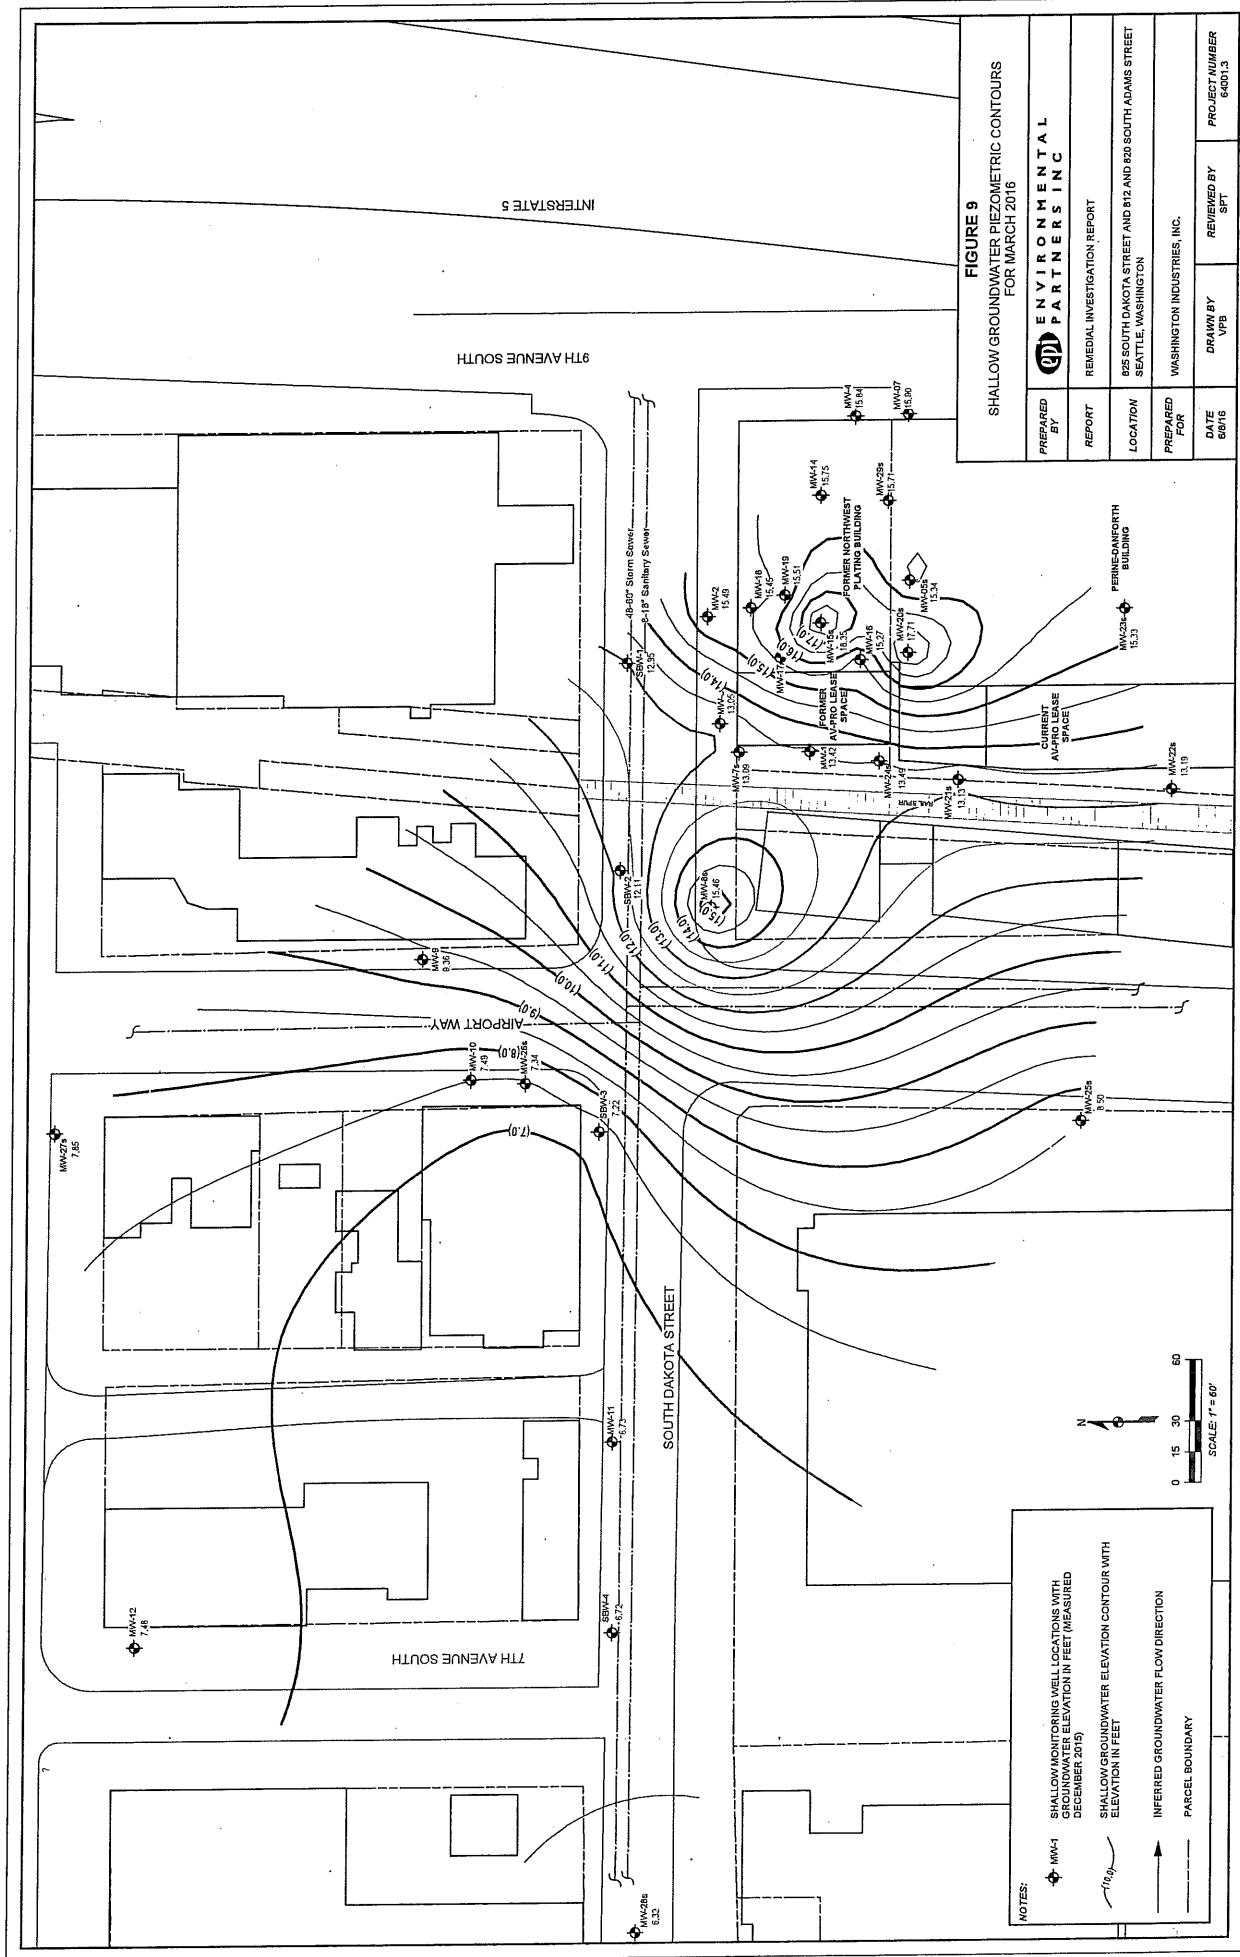 INTERSTATE 5
9TH AVENUE SOUTH
AIRPORT WAY
SOUTH DAKOTA STREET
7TH AVENUE SOUTH
48-60" Storm Sewer
8-18" Sanitary Sewer
MW-27s
7.85
MW-12
7.48
MW-9
9.36
MW-10
7.49
MW-26s
7.34
SBW-3
7.22
MW-11
6.73
SBW-4
6.72
MW-28s
6.32
SBW-1
12.95
SBW-2
12.11
MW-2
15.49
MW-18
15.45
MW-19
15.51
MW-14
15.75
MW-4
15.84
MW-07
15.90
MW-29s
15.71
MW-17
MW-15s
18.35
MW-16
15.27
MW-20s
17.71
MW-05s
15.34
MW-3
13.05
MW-7s
13.09
MW-1
13.42
MW-24s
13.49
MW-21s
13.13
MW-22s
13.19
MW-23s
15.33
MW-8s
15.46
MW-25s
8.50
(7.0)
(8.0)
(9.0)
(10.0)
(11.0)
(12.0)
(13.0)
(14.0)
(15.0)
(14.0)
(15.0)
(16.0)
(17.0)
FORMER NORTHWEST
PLATING BUILDING
FORMER
AV-PRO LEASE
SPACE
CURRENT
AV-PRO LEASE
SPACE
PERINE-DANFORTH
BUILDING
RAIL SPUR
N
0 15 30 60
SCALE: 1" = 60'
NOTES:
MW-1 SHALLOW MONITORING WELL LOCATIONS WITH
GROUNDWATER ELEVATION IN FEET (MEASURED
DECEMBER 2015)
(10.0) SHALLOW GROUNDWATER ELEVATION CONTOUR WITH
ELEVATION IN FEET
INFERRED GROUNDWATER FLOW DIRECTION
PARCEL BOUNDARY
FIGURE 9
SHALLOW GROUNDWATER PIEZOMETRIC CONTOURS
FOR MARCH 2016
PREPARED
BY
epi ENVIRONMENTAL
PARTNERS INC
REPORT
REMEDIAL INVESTIGATION REPORT
LOCATION
825 SOUTH DAKOTA STREET AND 812 AND 820 SOUTH ADAMS STREET
SEATTLE, WASHINGTON
PREPARED
FOR
WASHINGTON INDUSTRIES, INC.
DATE
6/8/16
DRAWN BY
VPB
REVIEWED BY
SPT
PROJECT NUMBER
64001.3